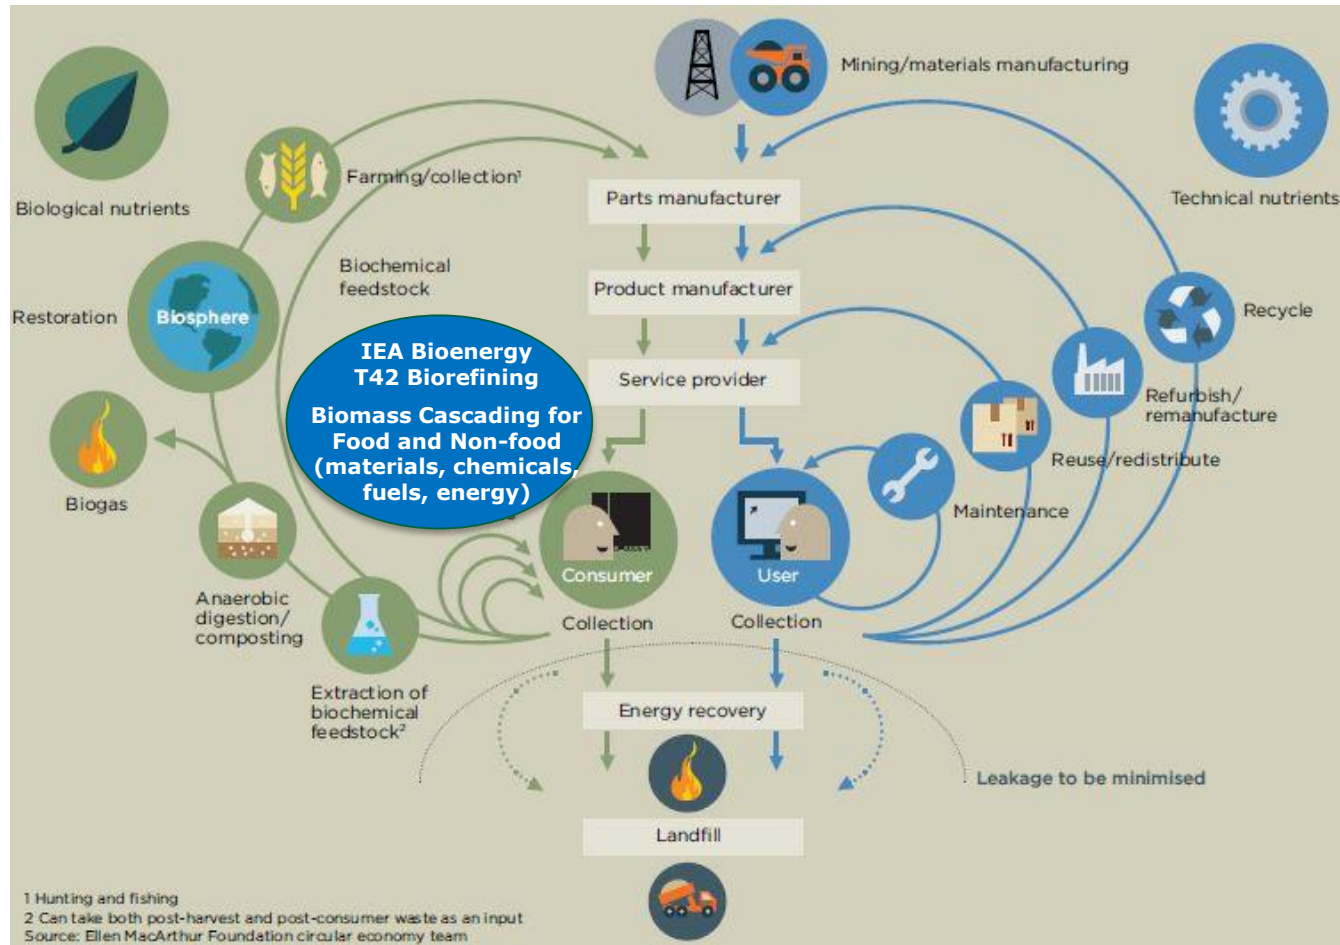 Mining/materials manufacturing
Biological nutrients
Technical nutrients
Farming/collection¹
Parts manufacturer
Biochemical
feedstock
Product manufacturer
Restoration
Biosphere
Recycle
IEA Bioenergy
T42 Biorefining
Biomass Cascading for
Food and Non-food
(materials, chemicals,
fuels, energy)
Service provider
Refurbish/
remanufacture
Reuse/redistribute
Biogas
Maintenance
Consumer
User
Anaerobic
digestion/
composting
Collection
Collection
Extraction of
biochemical
feedstock²
Energy recovery
Leakage to be minimised
Landfill
1 Hunting and fishing
2 Can take both post-harvest and post-consumer waste as an input
Source: Ellen MacArthur Foundation circular economy team